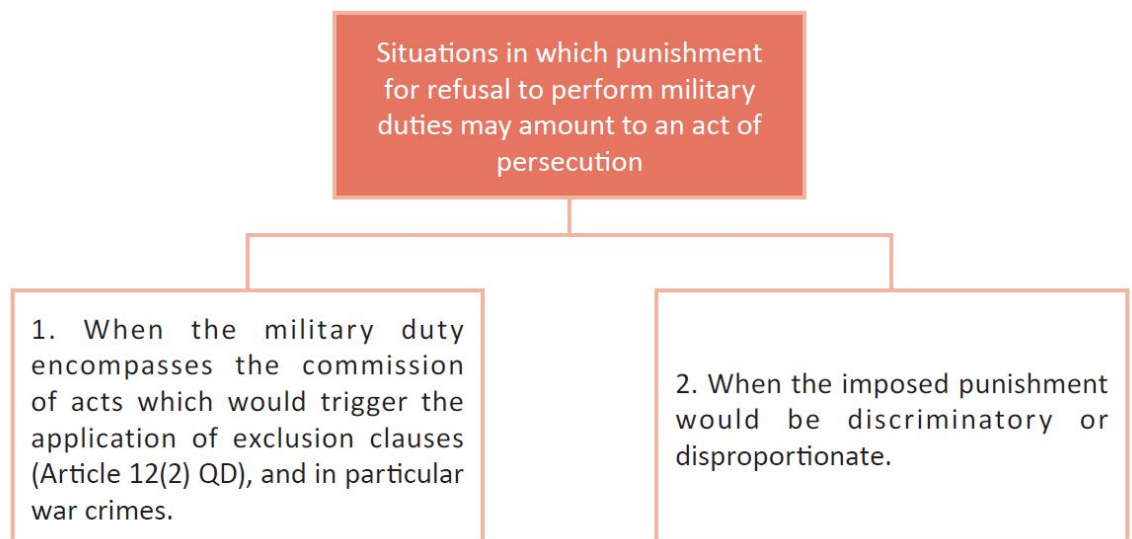 Situations in which punishment
for refusal to perform military
duties may amount to an act of
persecution
1. When the military duty
encompasses the commission
of acts which would trigger the
application of exclusion clauses
(Article 12(2) QD), and in particular
war crimes.
2. When the imposed punishment
would be discriminatory or
disproportionate.